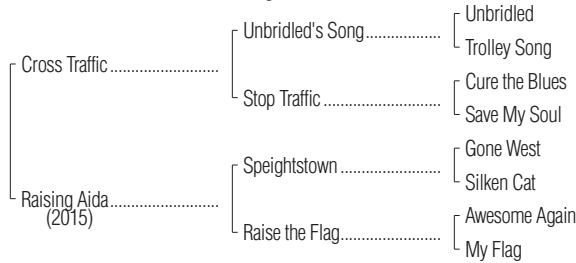 Unbridled
Unbridled's Song..................
Trolley Song
Cross Traffic ..........................
Cure the Blues
Stop Traffic ............................
Save My Soul
Gone West
Speightstown ........................
Silken Cat
Raising Aida..........................
(2015)
Awesome Again
Raise the Flag........................
My Flag